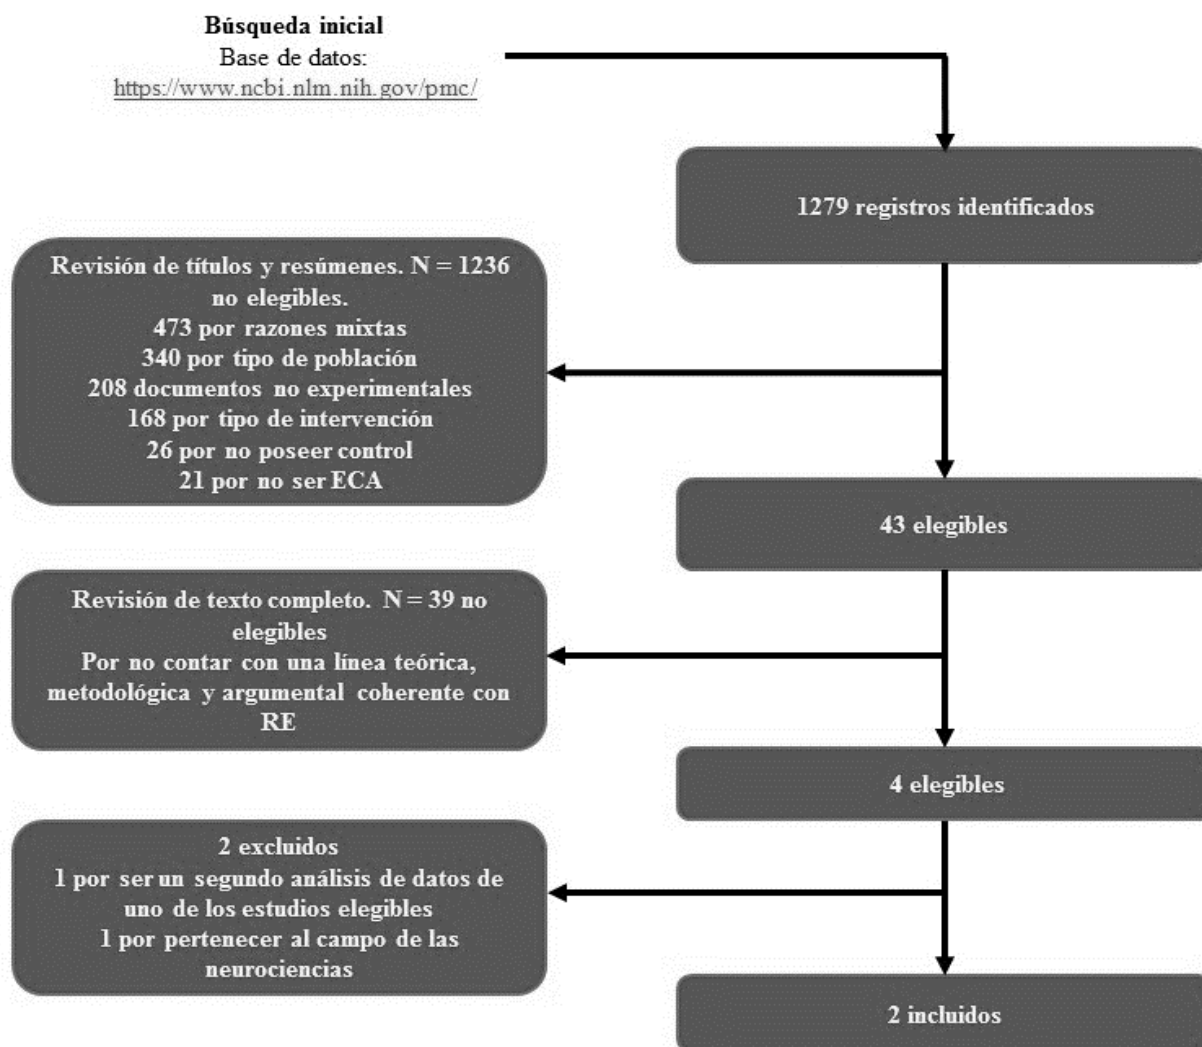 Búsqueda inicial
Base de datos:
https://www.ncbi.nlm.nih.gov/pmc/
1279 registros identificados
Revisión de títulos y resúmenes. N = 1236
no elegibles.
473 por razones mixtas
340 por tipo de población
208 documentos no experimentales
168 por tipo de intervención
26 por no poseer control
21 por no ser ECA
43 elegibles
Revisión de texto completo. N = 39 no
elegibles
Por no contar con una línea teórica,
metodológica y argumental coherente con
RE
4 elegibles
2 excluidos
1 por ser un segundo análisis de datos de
uno de los estudios elegibles
1 por pertenecer al campo de las
neurociencias
2 incluidos